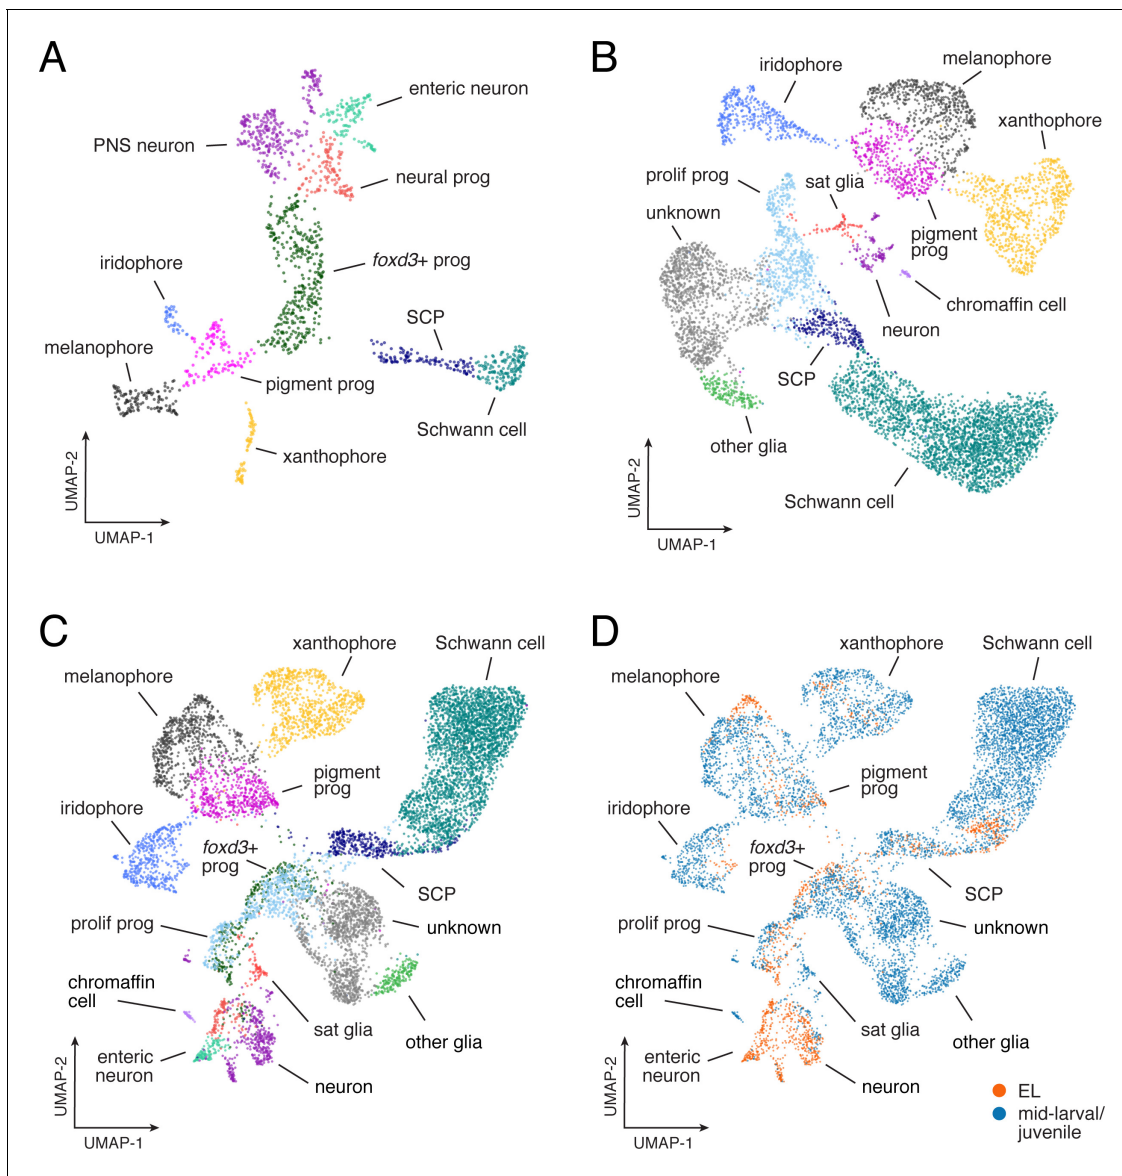 A
enteric neuron
PNS neuron
neural prog
foxd3+ prog
iridophore
SCP
melanophore
pigment prog
Schwann cell
xanthophore
UMAP-2
UMAP-1
B
melanophore
iridophore
xanthophore
prolif prog
sat glia
unknown
pigment
prog
chromaffin cell
neuron
SCP
other glia
Schwann cell
UMAP-2
UMAP-1
C
xanthophore
Schwann cell
melanophore
pigment
prog
iridophore
foxd3+
prog
SCP
prolif prog
unknown
chromaffin
cell
sat glia
other glia
enteric
neuron
neuron
UMAP-2
UMAP-1
D
xanthophore
Schwann cell
melanophore
pigment
prog
iridophore
foxd3+
prog
SCP
prolif prog
unknown
chromaffin
cell
sat glia
other glia
enteric
neuron
neuron
UMAP-2
UMAP-1
EL
mid-larval/
juvenile